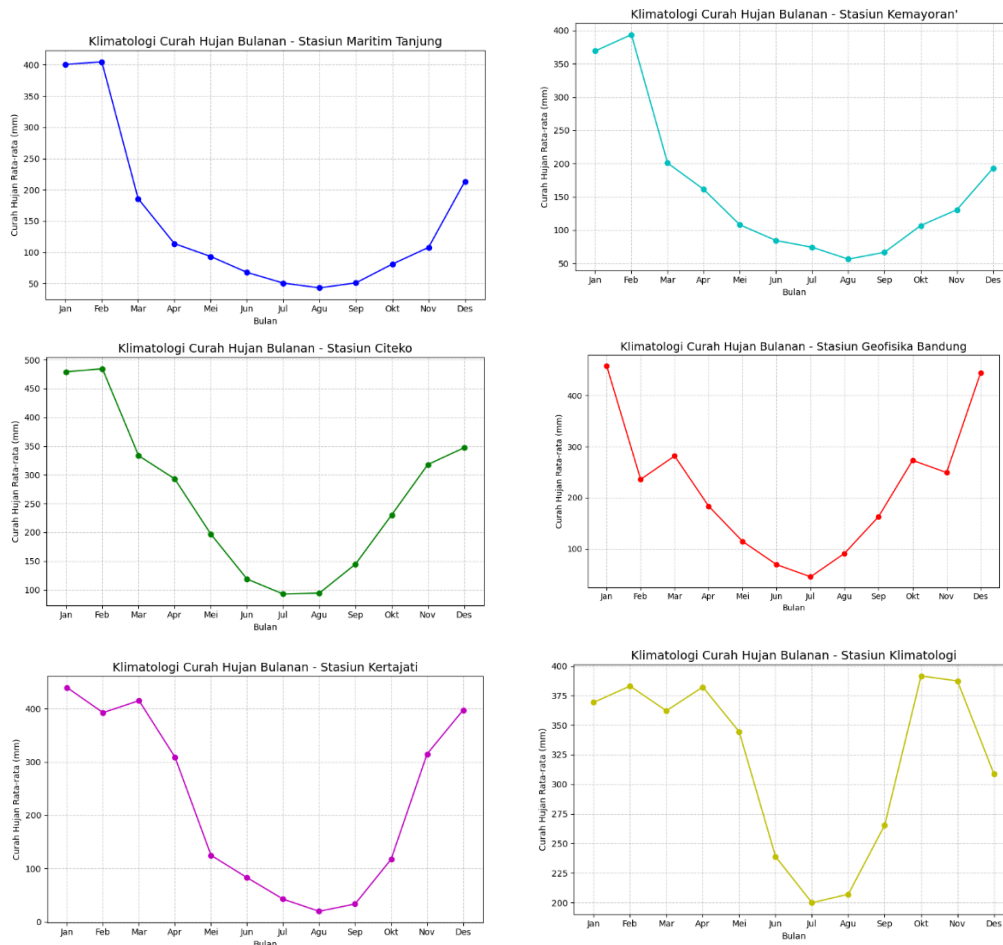 Klimatologi Curah Hujan Bulanan - Stasiun Maritim Tanjung
Curah Hujan Rata-rata (mm)
400
350
300
250
200
150
100
50
Jan Feb Mar Apr Mei Jun Jul Agu Sep Okt Nov Des
Bulan
Klimatologi Curah Hujan Bulanan - Stasiun Kemayoran'
Curah Hujan Rata-rata (mm)
400
350
300
250
200
150
100
50
Jan Feb Mar Apr Mei Jun Jul Agu Sep Okt Nov Des
Bulan
Klimatologi Curah Hujan Bulanan - Stasiun Citeko
Curah Hujan Rata-rata (mm)
500
450
400
350
300
250
200
150
100
Jan Feb Mar Apr Mei Jun Jul Agu Sep Okt Nov Des
Bulan
Klimatologi Curah Hujan Bulanan - Stasiun Geofisika Bandung
Curah Hujan Rata-rata (mm)
400
300
200
100
Jan Feb Mar Apr Mei Jun Jul Agu Sep Okt Nov Des
Bulan
Klimatologi Curah Hujan Bulanan - Stasiun Kertajati
Curah Hujan Rata-rata (mm)
400
300
200
100
0
Jan Feb Mar Apr Mei Jun Jul Agu Sep Okt Nov Des
Bulan
Klimatologi Curah Hujan Bulanan - Stasiun Klimatologi
Curah Hujan Rata-rata (mm)
400
375
350
325
300
275
250
225
200
Jan Feb Mar Apr Mei Jun Jul Agu Sep Okt Nov Des
Bulan